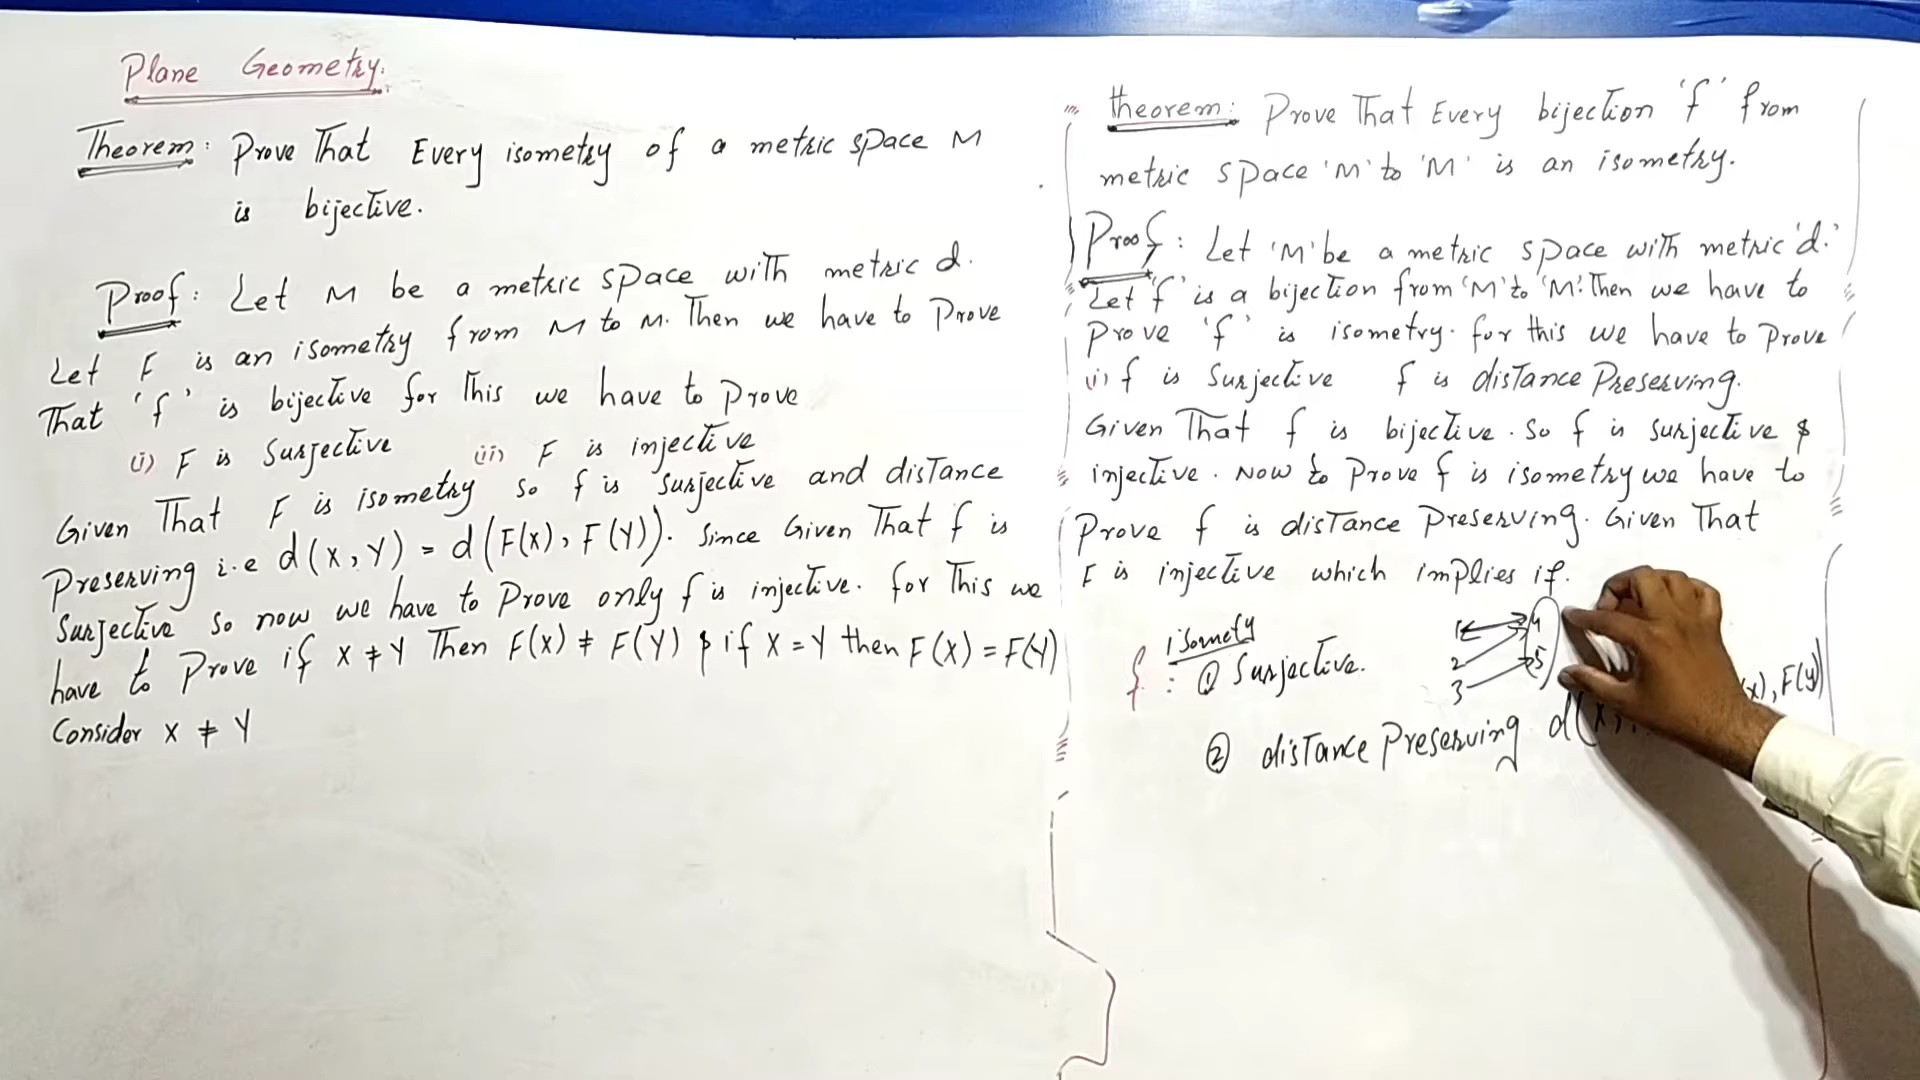 Plane Geometry.
Theorem: Prove That Every isometry of a metric space M
is bijective.
Proof: Let M be a metric space with metric d.
Let F is an isometry from M to M. Then we have to Prove
That 'f' is bijective for This we have to Prove
(i) F is Surjective (ii) F is injective
Given That F is isometry so f is surjective and distance
Preserving i.e d(x, Y) = d(F(x), F(Y)). Since Given That f is
Surjective so now we have to Prove only f is injective. for This we
have to Prove if x ≠ Y Then F(x) ≠ F(Y) & if X = Y then F(X) = F(Y)
Consider X ≠ Y
theorem: Prove That Every bijection 'f' from
metric space 'M' to 'M' is an isometry.
Proof: Let 'M' be a metric space with metric 'd.'
Let 'f' is a bijection from 'M' to 'M'. Then we have to
prove 'f' is isometry. for this we have to prove
(i) f is Surjective f is distance Preserving.
Given That f is bijective. So f is surjective &
injective. Now to Prove f is isometry we have to
Prove f is distance Preserving. Given That
F is injective which implies if.
isomety
f : ① Surjective.
1 4
2 5
3
② distance Preserving d(x, (x), F(y)